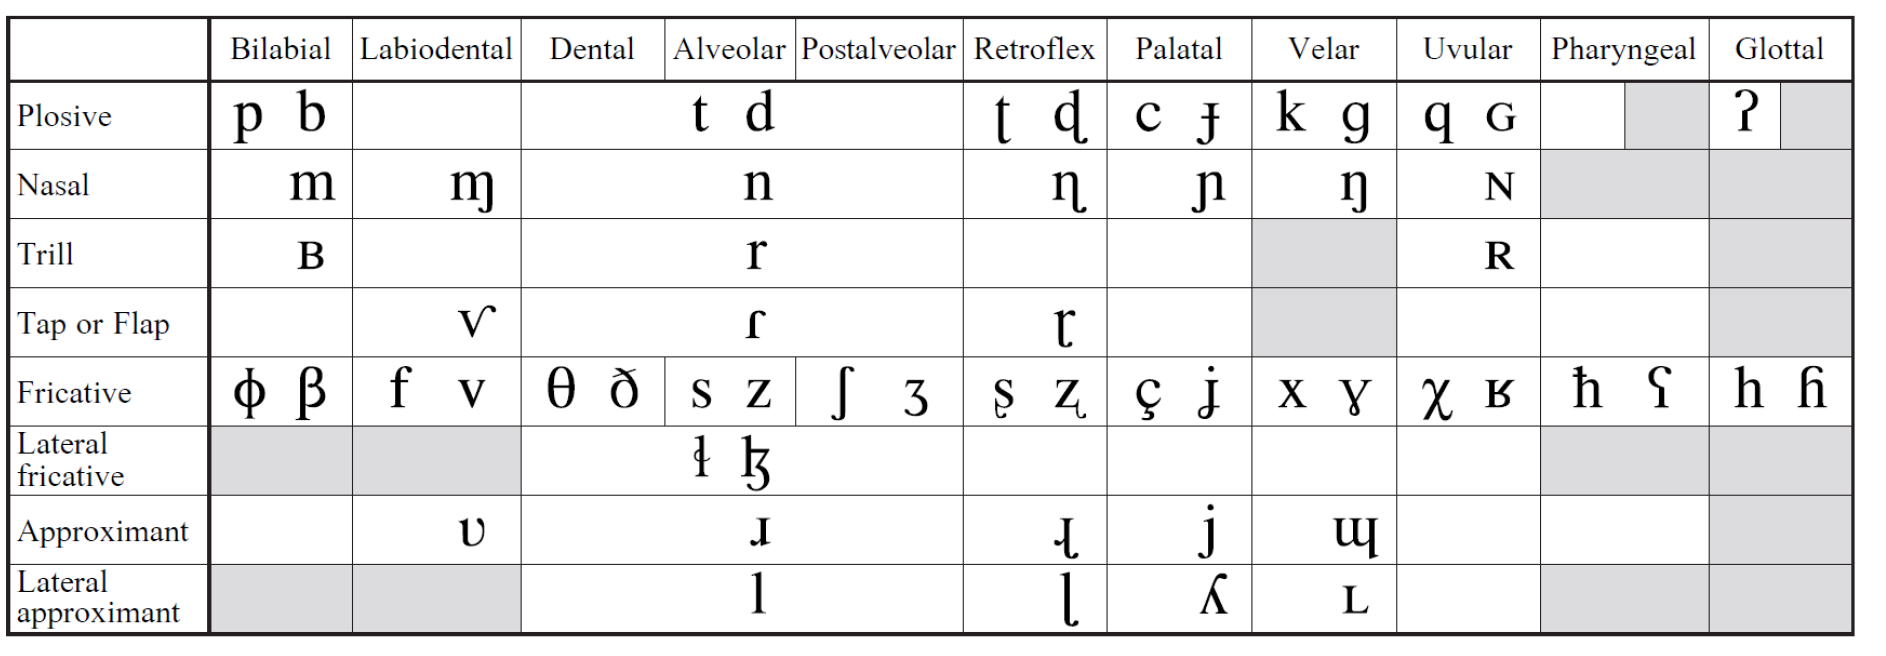 Bilabial Labiodental Dental Alveolar Postalveolar Retroflex Palatal Velar Uvular Pharyngeal Glottal
Plosive p b t d ʈ ɖ c ɟ k ɡ q ɢ ʔ
Nasal m ɱ n ɳ ɲ ŋ ɴ
Trill ʙ r ʀ
Tap or Flap ⱱ ɾ ɽ
Fricative ɸ β f v θ ð s z ʃ ʒ ʂ ʐ ç ʝ x ɣ χ ʁ ħ ʕ h ɦ
Lateral
fricative ɬ ɮ
Approximant ʋ ɹ ɻ j ɰ
Lateral
approximant l ɭ ʎ ʟ